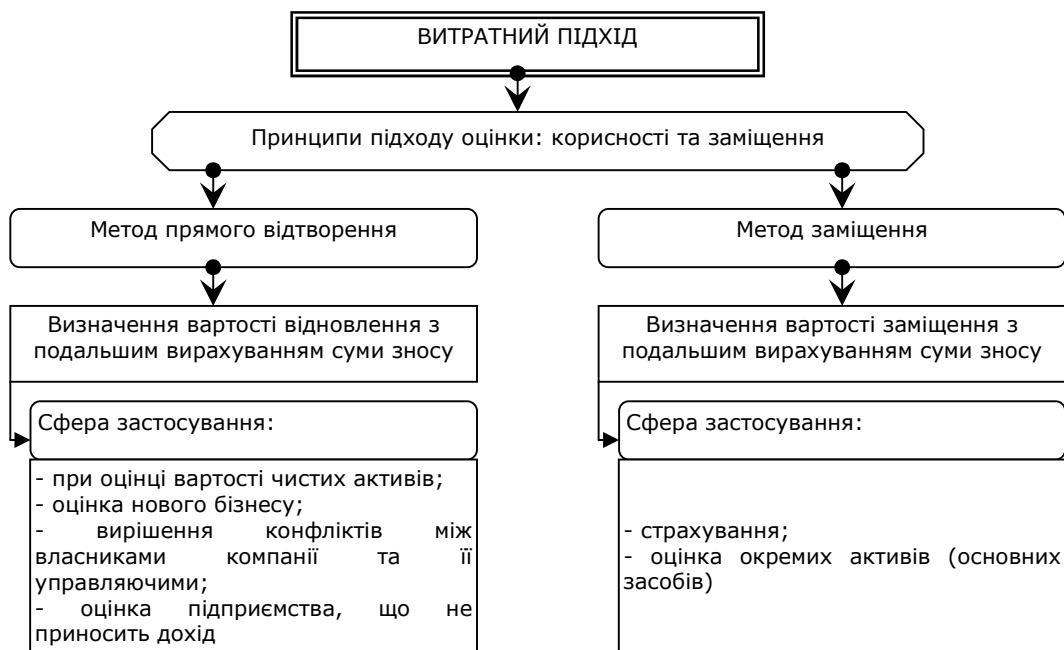 ВИТРАТНИЙ ПІДХІД
Принципи підходу оцінки: корисності та заміщення
Метод прямого відтворення
Визначення вартості відновлення з
подальшим вирахуванням суми зносу
Сфера застосування:
- при оцінці вартості чистих активів;
- оцінка нового бізнесу;
- вирішення конфліктів між
власниками компанії та її
управляючими;
- оцінка підприємства, що не
приносить дохід
Метод заміщення
Визначення вартості заміщення з
подальшим вирахуванням суми зносу
Сфера застосування:
- страхування;
- оцінка окремих активів (основних
засобів)